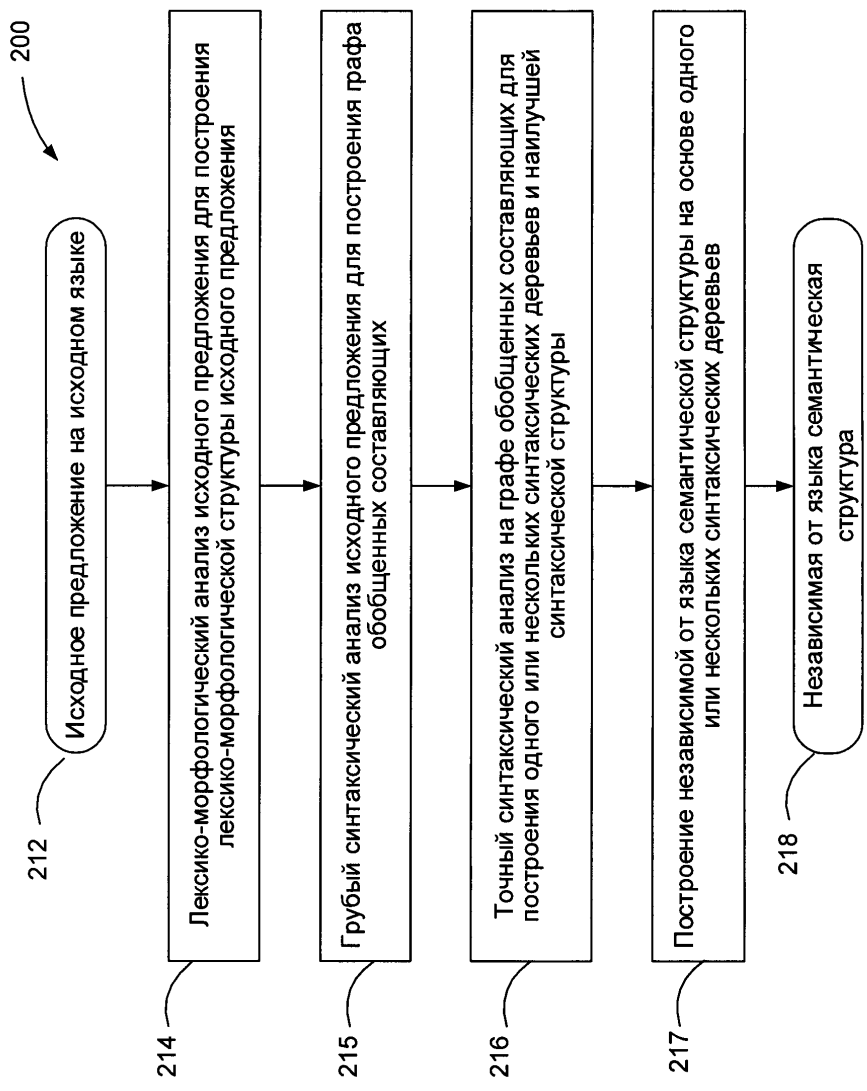 200
212
Исходное предложение на исходном языке
214
Лексико-морфологический анализ исходного предложения для построения
лексико-морфологической структуры исходного предложения
215
Грубый синтаксический анализ исходного предложения для построения графа
обобщенных составляющих
216
Точный синтаксический анализ на графе обобщенных составляющих для
построения одного или нескольких синтаксических деревьев и наилучшей
синтаксической структуры
217
Построение независимой от языка семантической структуры на основе одного
или нескольких синтаксических деревьев
218
Независимая от языка семантическая
структура